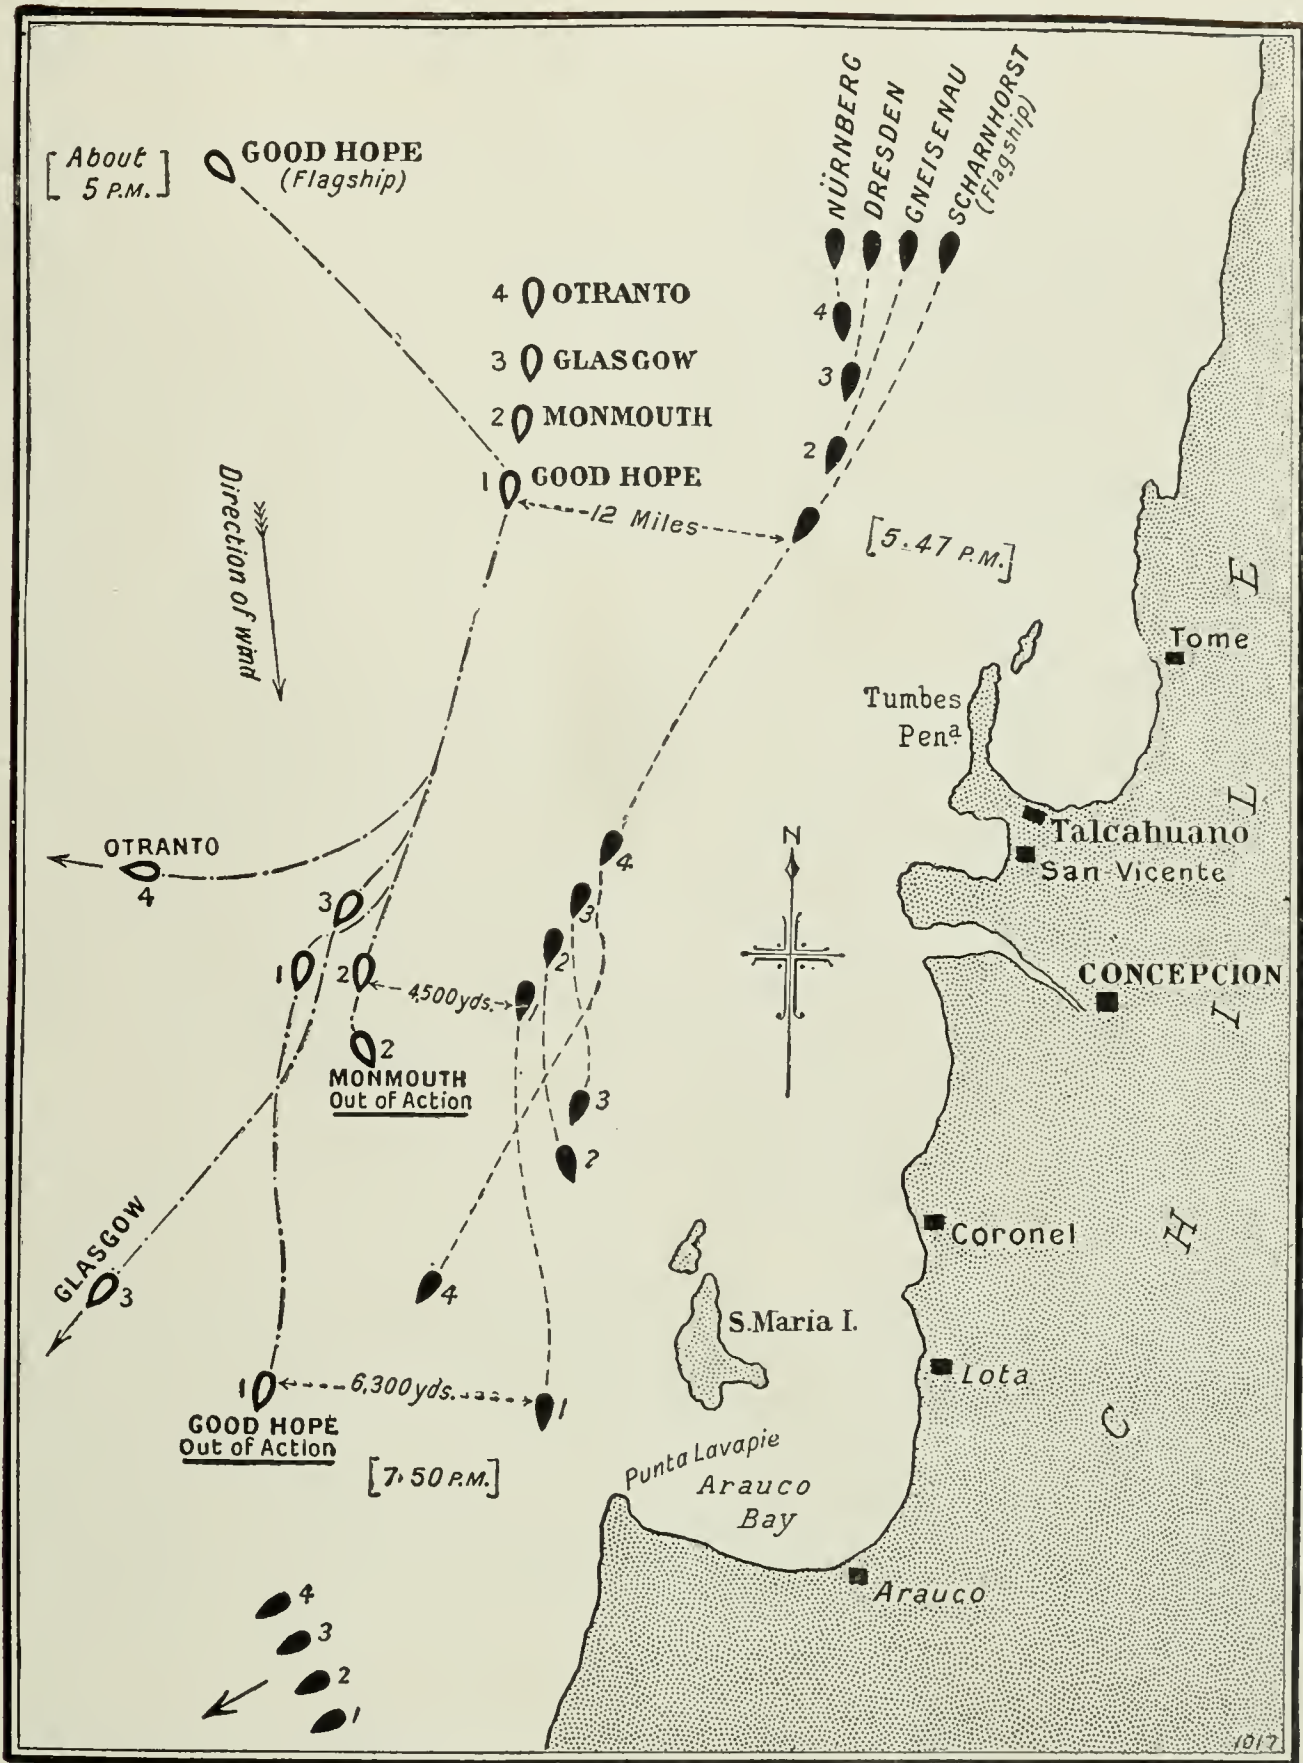 [About
5 P.M.]
GOOD HOPE
(Flagship)
NÜRNBERG
DRESDEN
GNEISENAU
SCHARNHORST
(Flagship)
4 OTRANTO
3 GLASGOW
2 MONMOUTH
1 GOOD HOPE
4
3
2
12 Miles
[5.47 P.M.]
Direction of wind
E
Tome
Tumbes
Pen.a
L
Talcahuano
San Vicente
OTRANTO
4
4
3
3
2
1
2
4,500 yds.
1
N
CONCEPCION
I
2
MONMOUTH
Out of Action
3
2
H
Coronel
GLASGOW
3
4
S. Maria I.
Lota
1
6,300 yds.
1
GOOD HOPE
Out of Action
[7.50 P.M.]
C
Punta Lavapie
Arauco
Bay
Arauco
4
3
2
1
1017